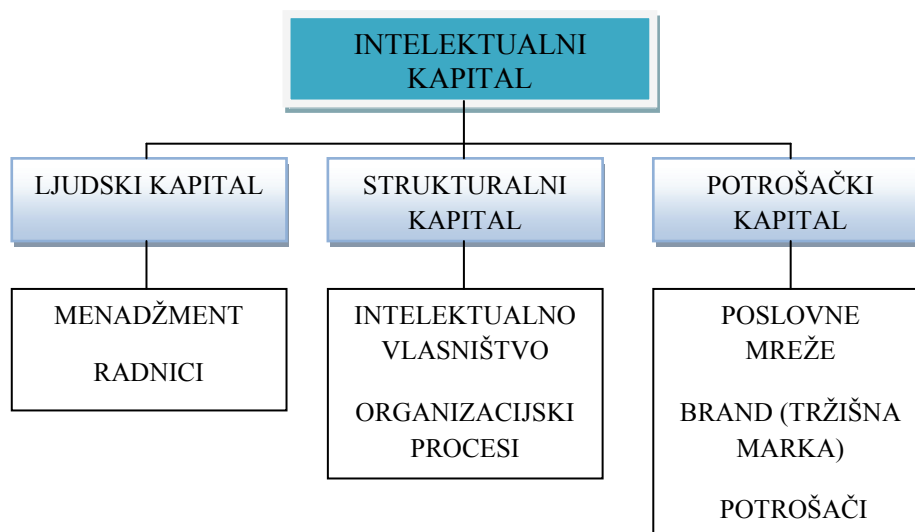 INTELEKTUALNI
KAPITAL
LJUDSKI KAPITAL
STRUKTURALNI
KAPITAL
POTROŠAČKI
KAPITAL
MENADŽMENT
RADNICI
INTELEKTUALNO
VLASNIŠTVO
ORGANIZACIJSKI
PROCESI
POSLOVNE
MREŽE
BRAND (TRŽIŠNA
MARKA)
POTROŠAČI